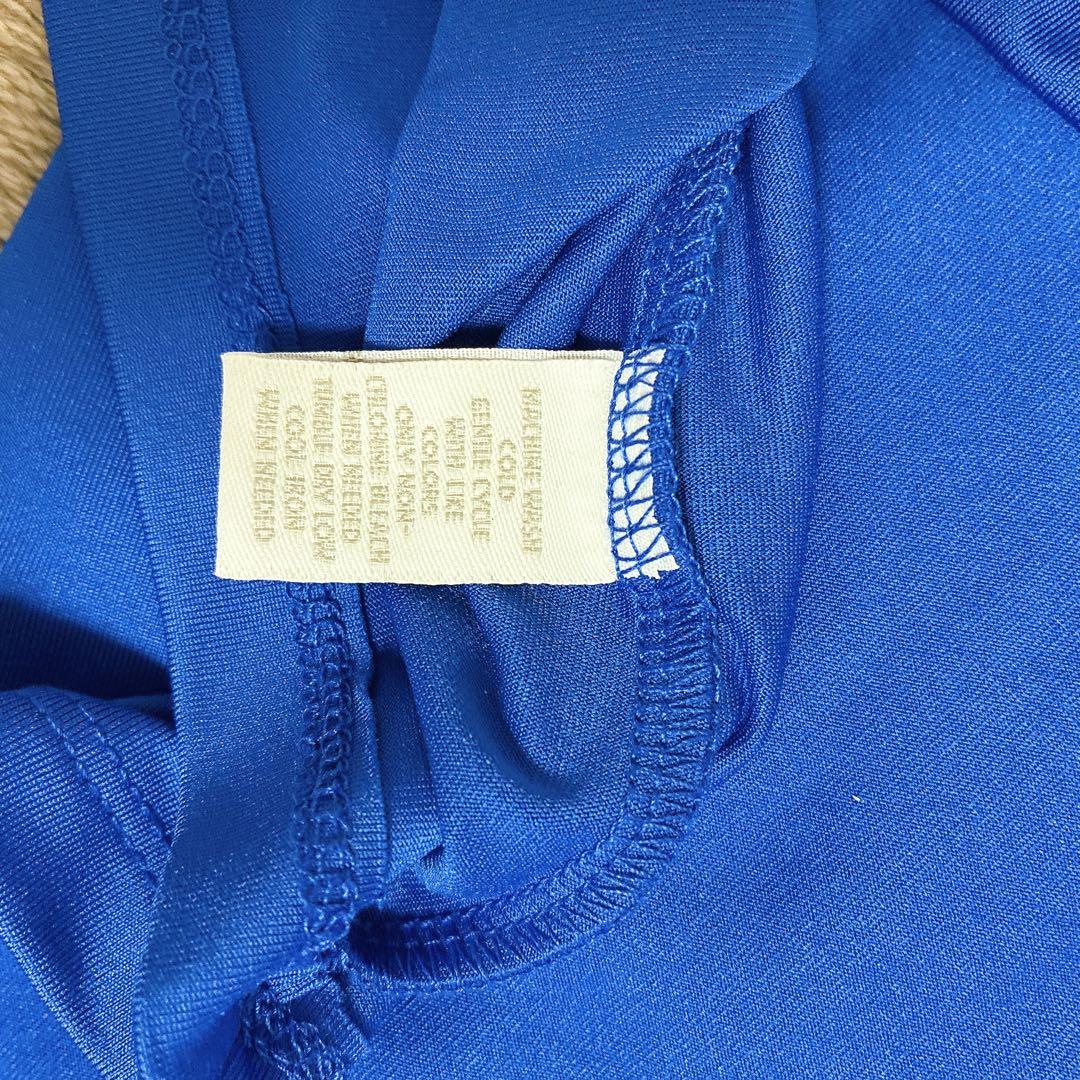 MACHINE WASH
COLD
GENTLE CYCLE
WITH LIKE
COLORS
ONLY NON-
CHLORINE BLEACH
WHEN NEEDED
TUMBLE DRY LOW
COOL IRON
WHEN NEEDED